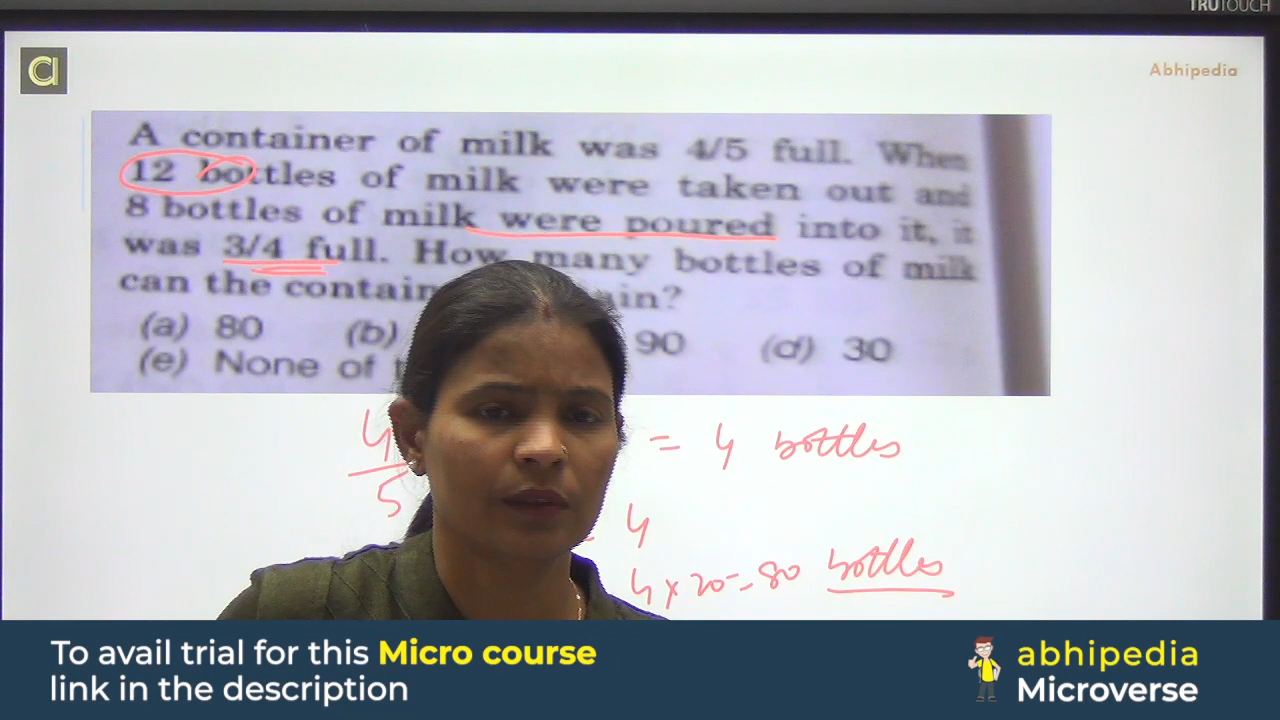 TRUTOUCH
a
Abhipedia
A container of milk was 4/5 full. When
12 bottles of milk were taken out and
8 bottles of milk were poured into it, it
was 3/4 full. How many bottles of milk
can the
(a) 80 (b) 90 (d) 30
(e) None of
4/5 = 4 bottles
4
4 x 20 = 80 bottles
To avail trial for this Micro course
link in the description
abhipedia
Microverse